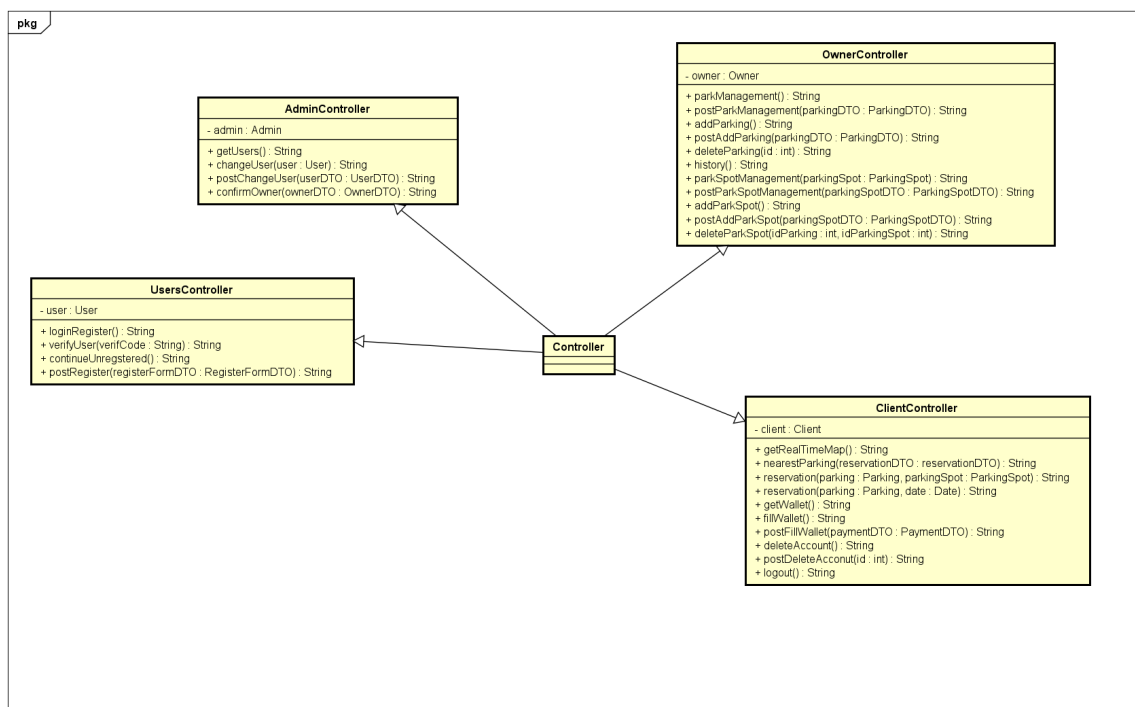 pkg
OwnerController
- owner : Owner
+ parkManagement() : String
+ postParkManagement(parkingDTO : ParkingDTO) : String
+ addParking() : String
+ postAddParking(parkingDTO : ParkingDTO) : String
+ deleteParking(id : int) : String
+ history() : String
+ parkSpotManagement(parkingSpot : ParkingSpot) : String
+ postParkSpotManagement(parkingSpotDTO : ParkingSpotDTO) : String
+ addParkSpot() : String
+ postAddParkSpot(parkingSpotDTO : ParkingSpotDTO) : String
+ deleteParkSpot(idParking : int, idParkingSpot : int) : String
AdminController
- admin : Admin
+ getUsers() : String
+ changeUser(user : User) : String
+ postChangeUser(userDTO : UserDTO) : String
+ confirmOwner(ownerDTO : OwnerDTO) : String
UsersController
- user : User
+ loginRegister() : String
+ verifyUser(verifCode : String) : String
+ continueUnregstered() : String
+ postRegister(registerFormDTO : RegisterFormDTO) : String
Controller
ClientController
- client : Client
+ getRealTimeMap() : String
+ nearestParking(reservationDTO : reservationDTO) : String
+ reservation(parking : Parking, parkingSpot : ParkingSpot) : String
+ reservation(parking : Parking, date : Date) : String
+ getWallet() : String
+ fillWallet() : String
+ postFillWallet(paymentDTO : PaymentDTO) : String
+ deleteAccount() : String
+ postDeleteAcconut(id : int) : String
+ logout() : String